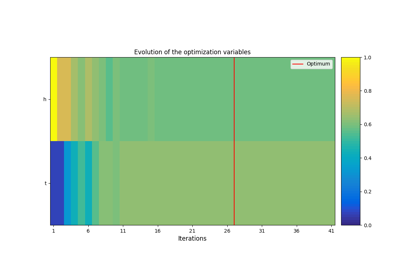 Evolution of the optimization variables
Optimum
h
t
1 6 11 16 21 26 31 36 41
Iterations
1.0
0.8
0.6
0.4
0.2
0.0